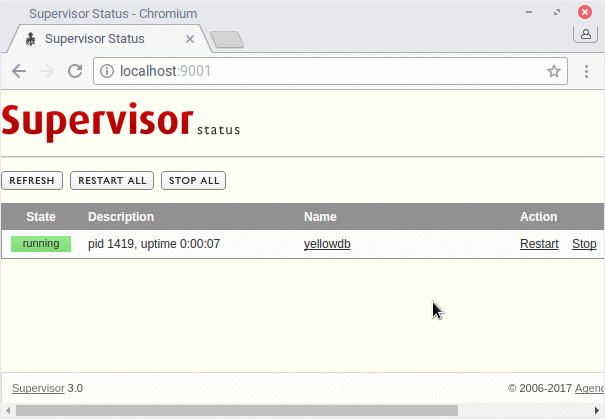 Supervisor Status - Chromium
Supervisor Status
localhost:9001
Supervisor status
REFRESH RESTART ALL STOP ALL
State Description Name Action
running pid 1419, uptime 0:00:07 yellowdb Restart Stop
Supervisor 3.0 © 2006-2017